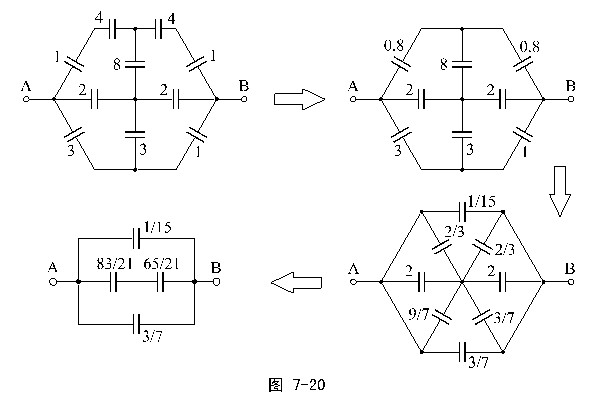 4 4
1 8 1
A 2 2 B
3 3 1
0.8 8 0.8
A 2 2 B
3 3 1
1/15
2/3 2/3
A 2 2 B
9/7 3/7
3/7
1/15
A 83/21 65/21 B
3/7
图 7-20